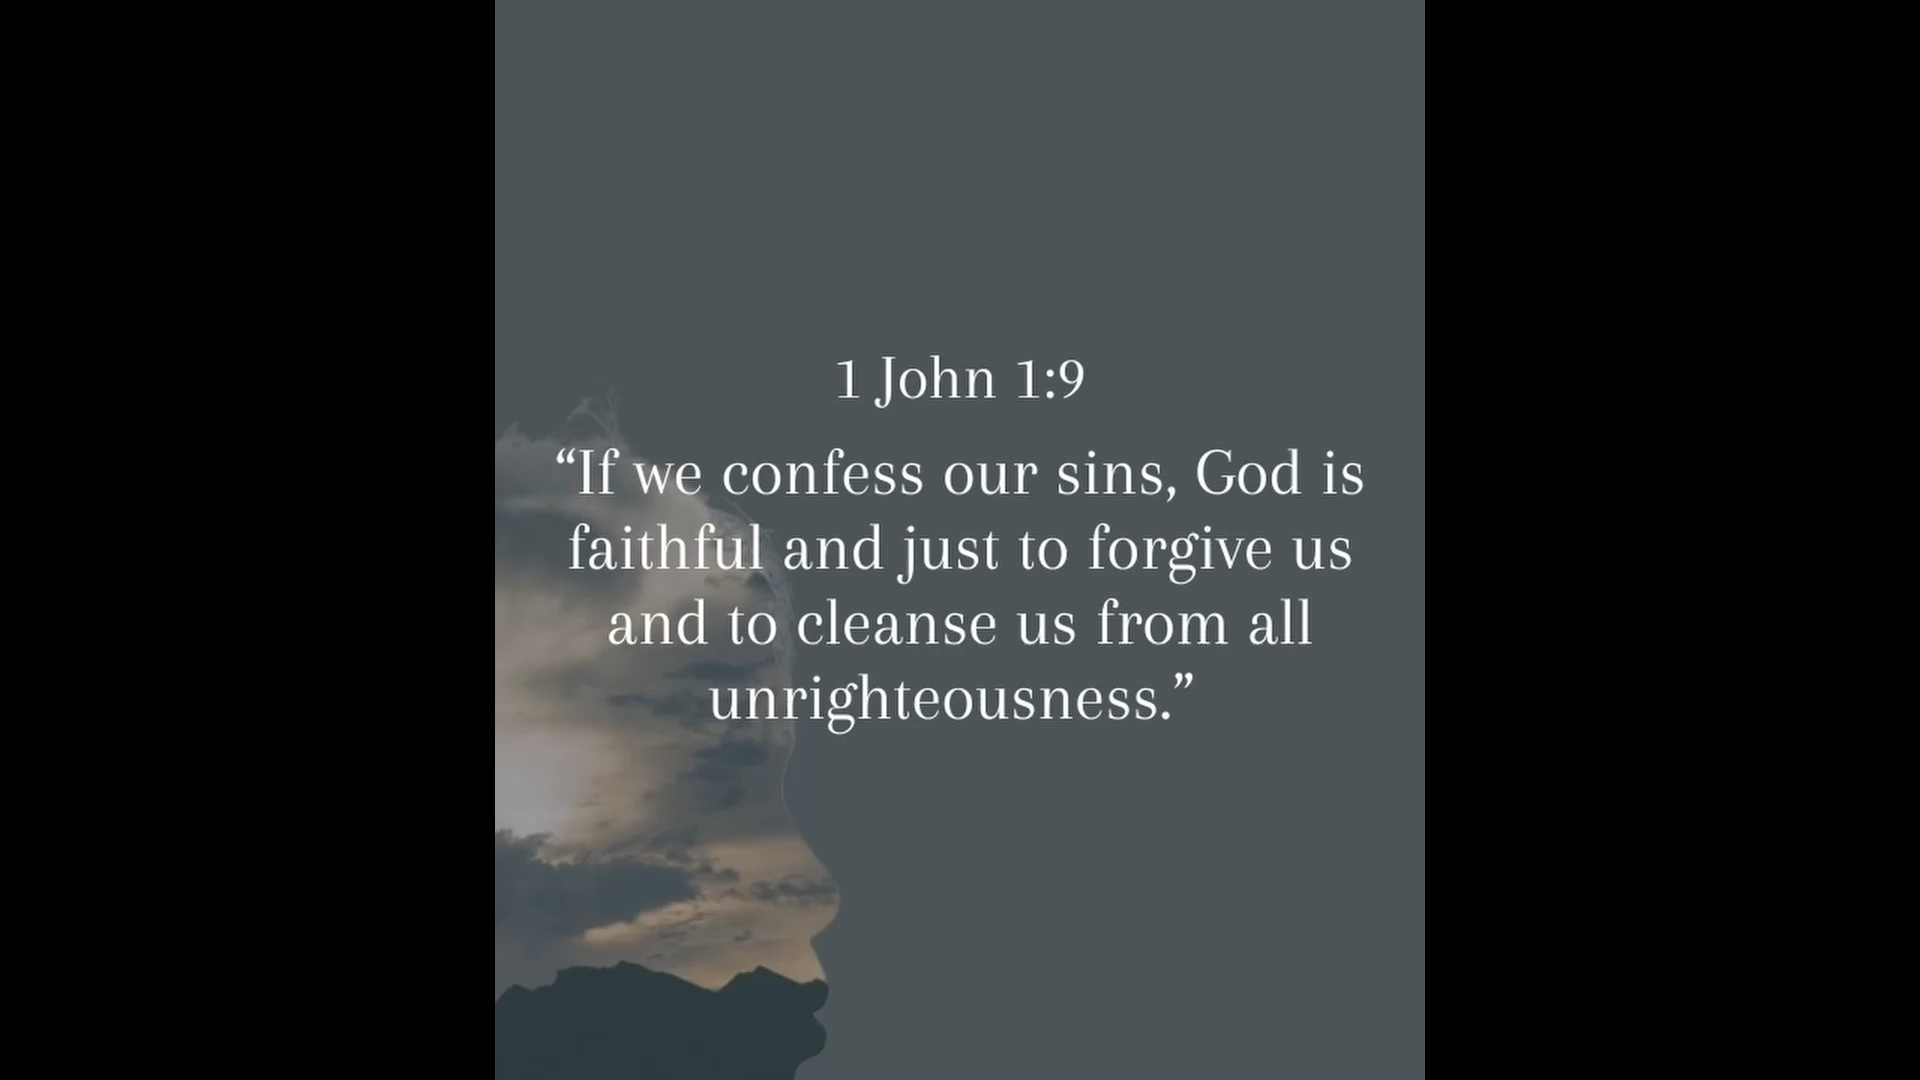 1 John 1:9
“If we confess our sins, God is
faithful and just to forgive us
and to cleanse us from all
unrighteousness.”